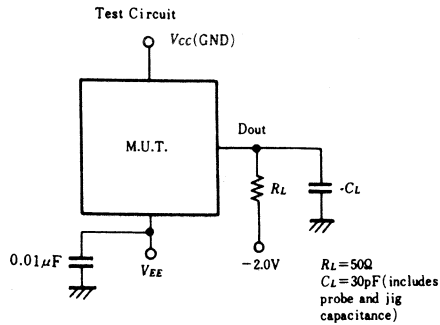 Test Circuit
Vcc(GND)
M.U.T.
Dout
RL
-CL
0.01μF
VEE
-2.0V
RL=50Ω
CL=30pF(includes
probe and jig
capacitance)